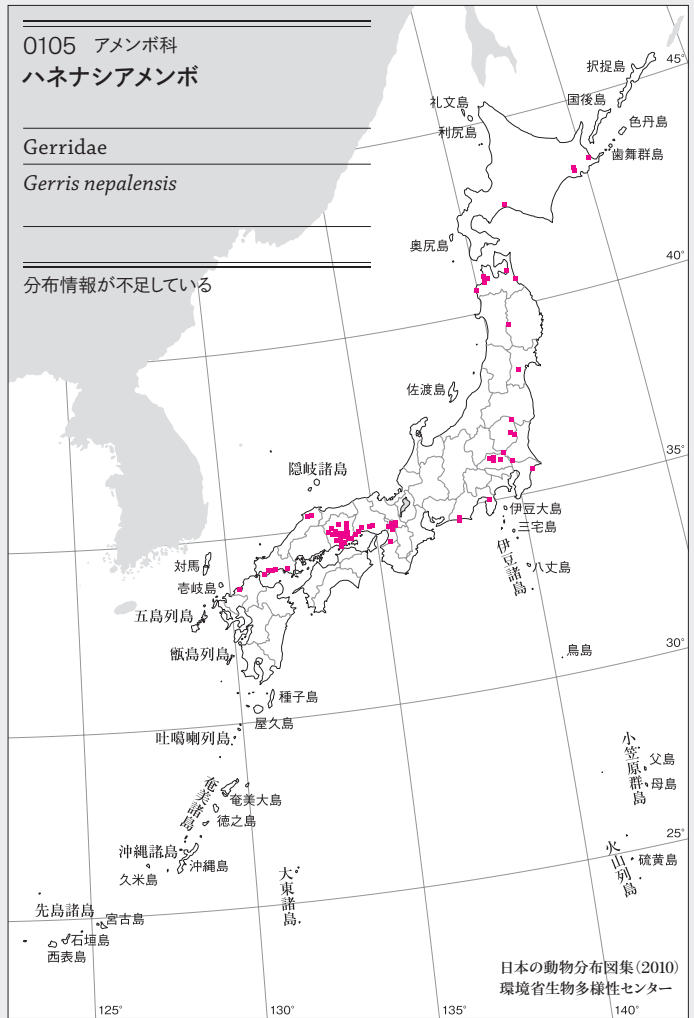 0105 アメンボ科
ハネナシアメンボ
Gerridae
Gerris nepalensis
分布情報が不足している
45°
択捉島
礼文島
国後島
色丹島
利尻島
歯舞群島
奥尻島
40°
佐渡島
35°
隠岐諸島
伊豆大島
三宅島
伊豆諸島
八丈島
対馬
壱岐島
五島列島
甑島列島
鳥島
30°
種子島
屋久島
吐噶喇列島
小笠原群島
父島
母島
奄美諸島
奄美大島
徳之島
25°
沖縄諸島
沖縄島
久米島
火山列島
硫黄島
大東諸島
先島諸島
宮古島
石垣島
西表島
日本の動物分布図集(2010)
環境省生物多様性センター
125°
130°
135°
140°